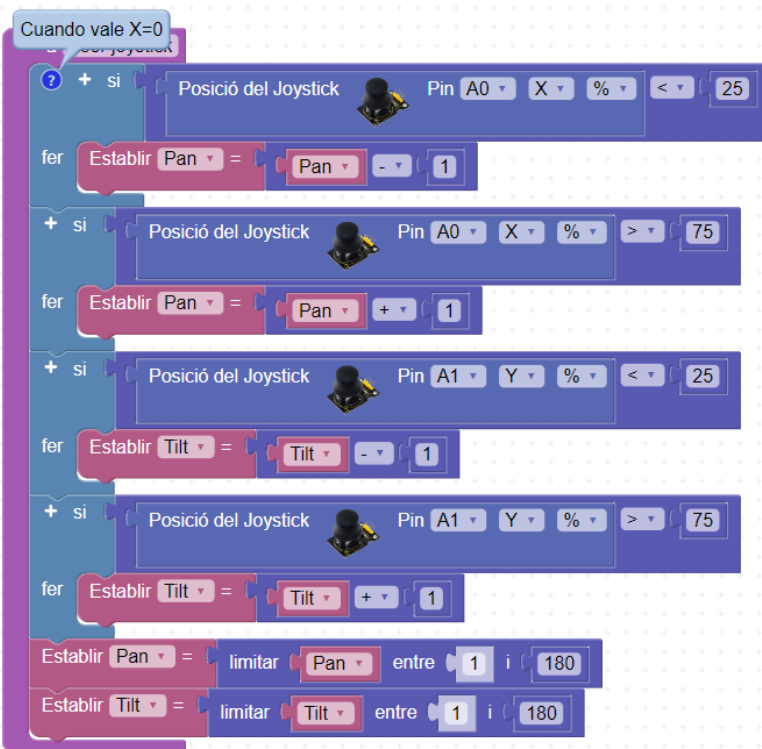 Cuando vale X=0
? + si Posició del Joystick Pin A0 X % < 25
fer Establir Pan = Pan - 1
+ si Posició del Joystick Pin A0 X % > 75
fer Establir Pan = Pan + 1
+ si Posició del Joystick Pin A1 Y % < 25
fer Establir Tilt = Tilt - 1
+ si Posició del Joystick Pin A1 Y % > 75
fer Establir Tilt = Tilt + 1
Establir Pan = limitar Pan entre 1 i 180
Establir Tilt = limitar Tilt entre 1 i 180